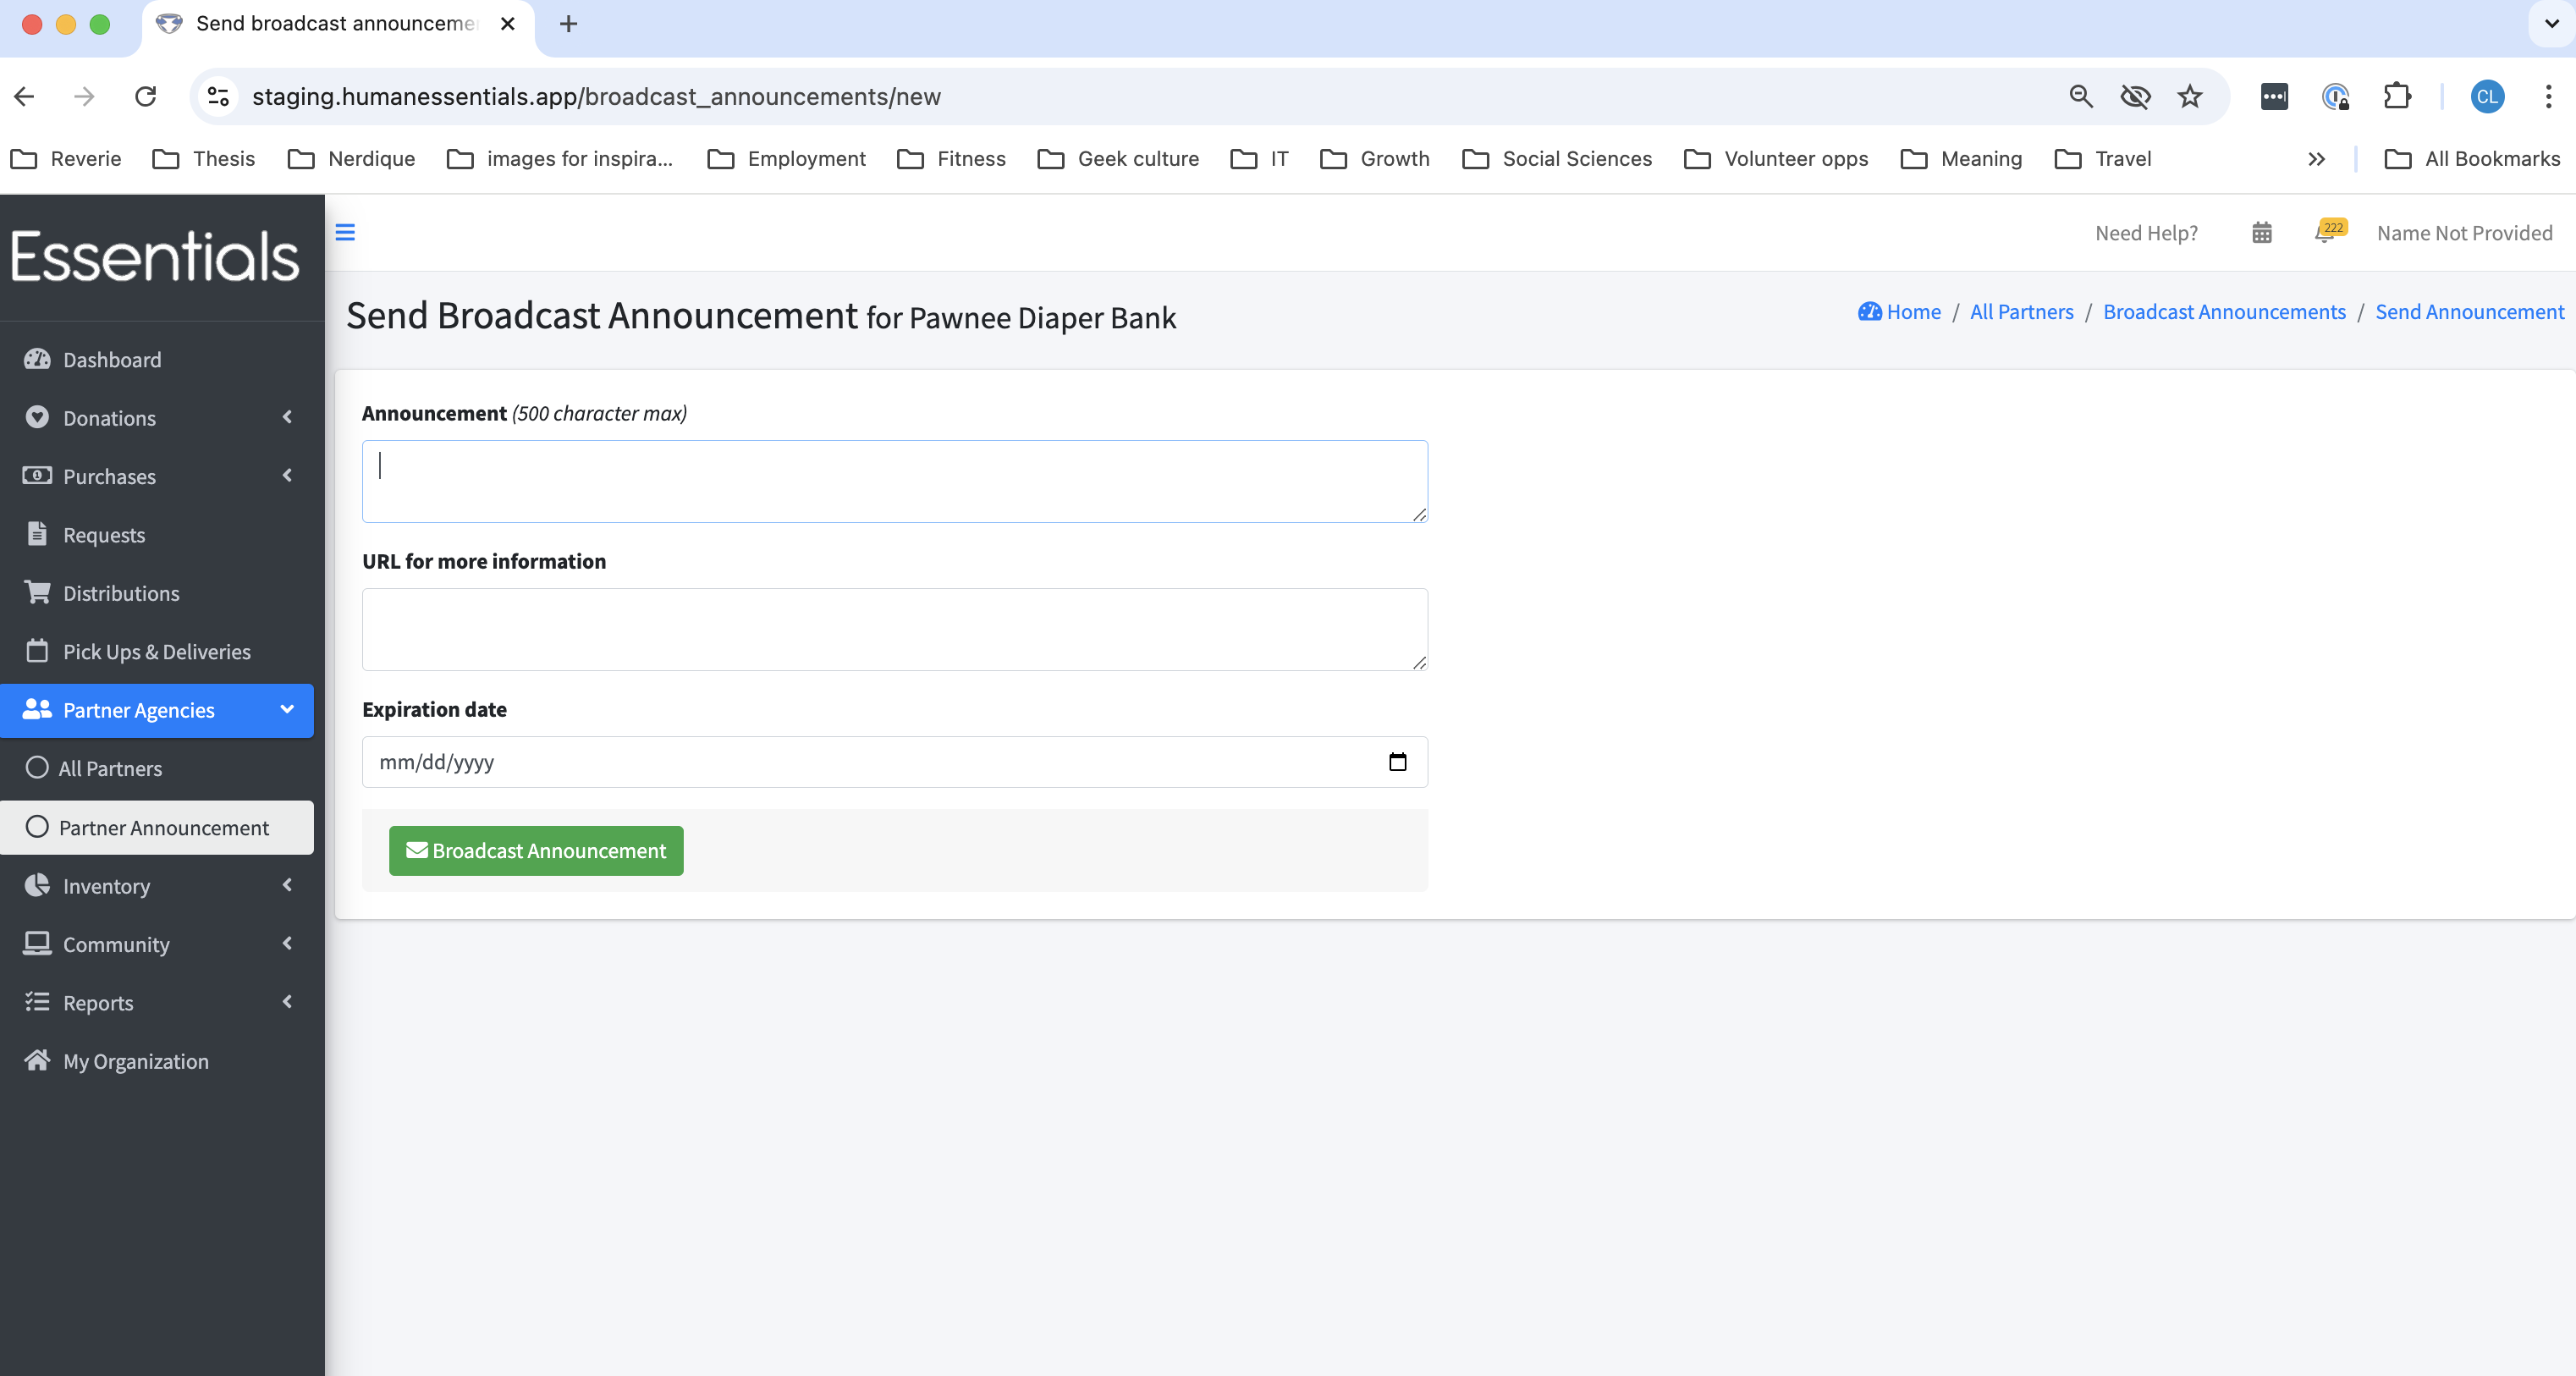 Send broadcast announceme
staging.humanessentials.app/broadcast_announcements/new
CL
Reverie Thesis Nerdique images for inspira... Employment Fitness Geek culture IT Growth Social Sciences Volunteer opps Meaning Travel All Bookmarks
Essentials
Need Help? 222 Name Not Provided
Send Broadcast Announcement for Pawnee Diaper Bank
Home / All Partners / Broadcast Announcements / Send Announcement
Dashboard
Donations
Purchases
Requests
Distributions
Pick Ups & Deliveries
Partner Agencies
All Partners
Partner Announcement
Inventory
Community
Reports
My Organization
Announcement (500 character max)
URL for more information
Expiration date
mm/dd/yyyy
Broadcast Announcement